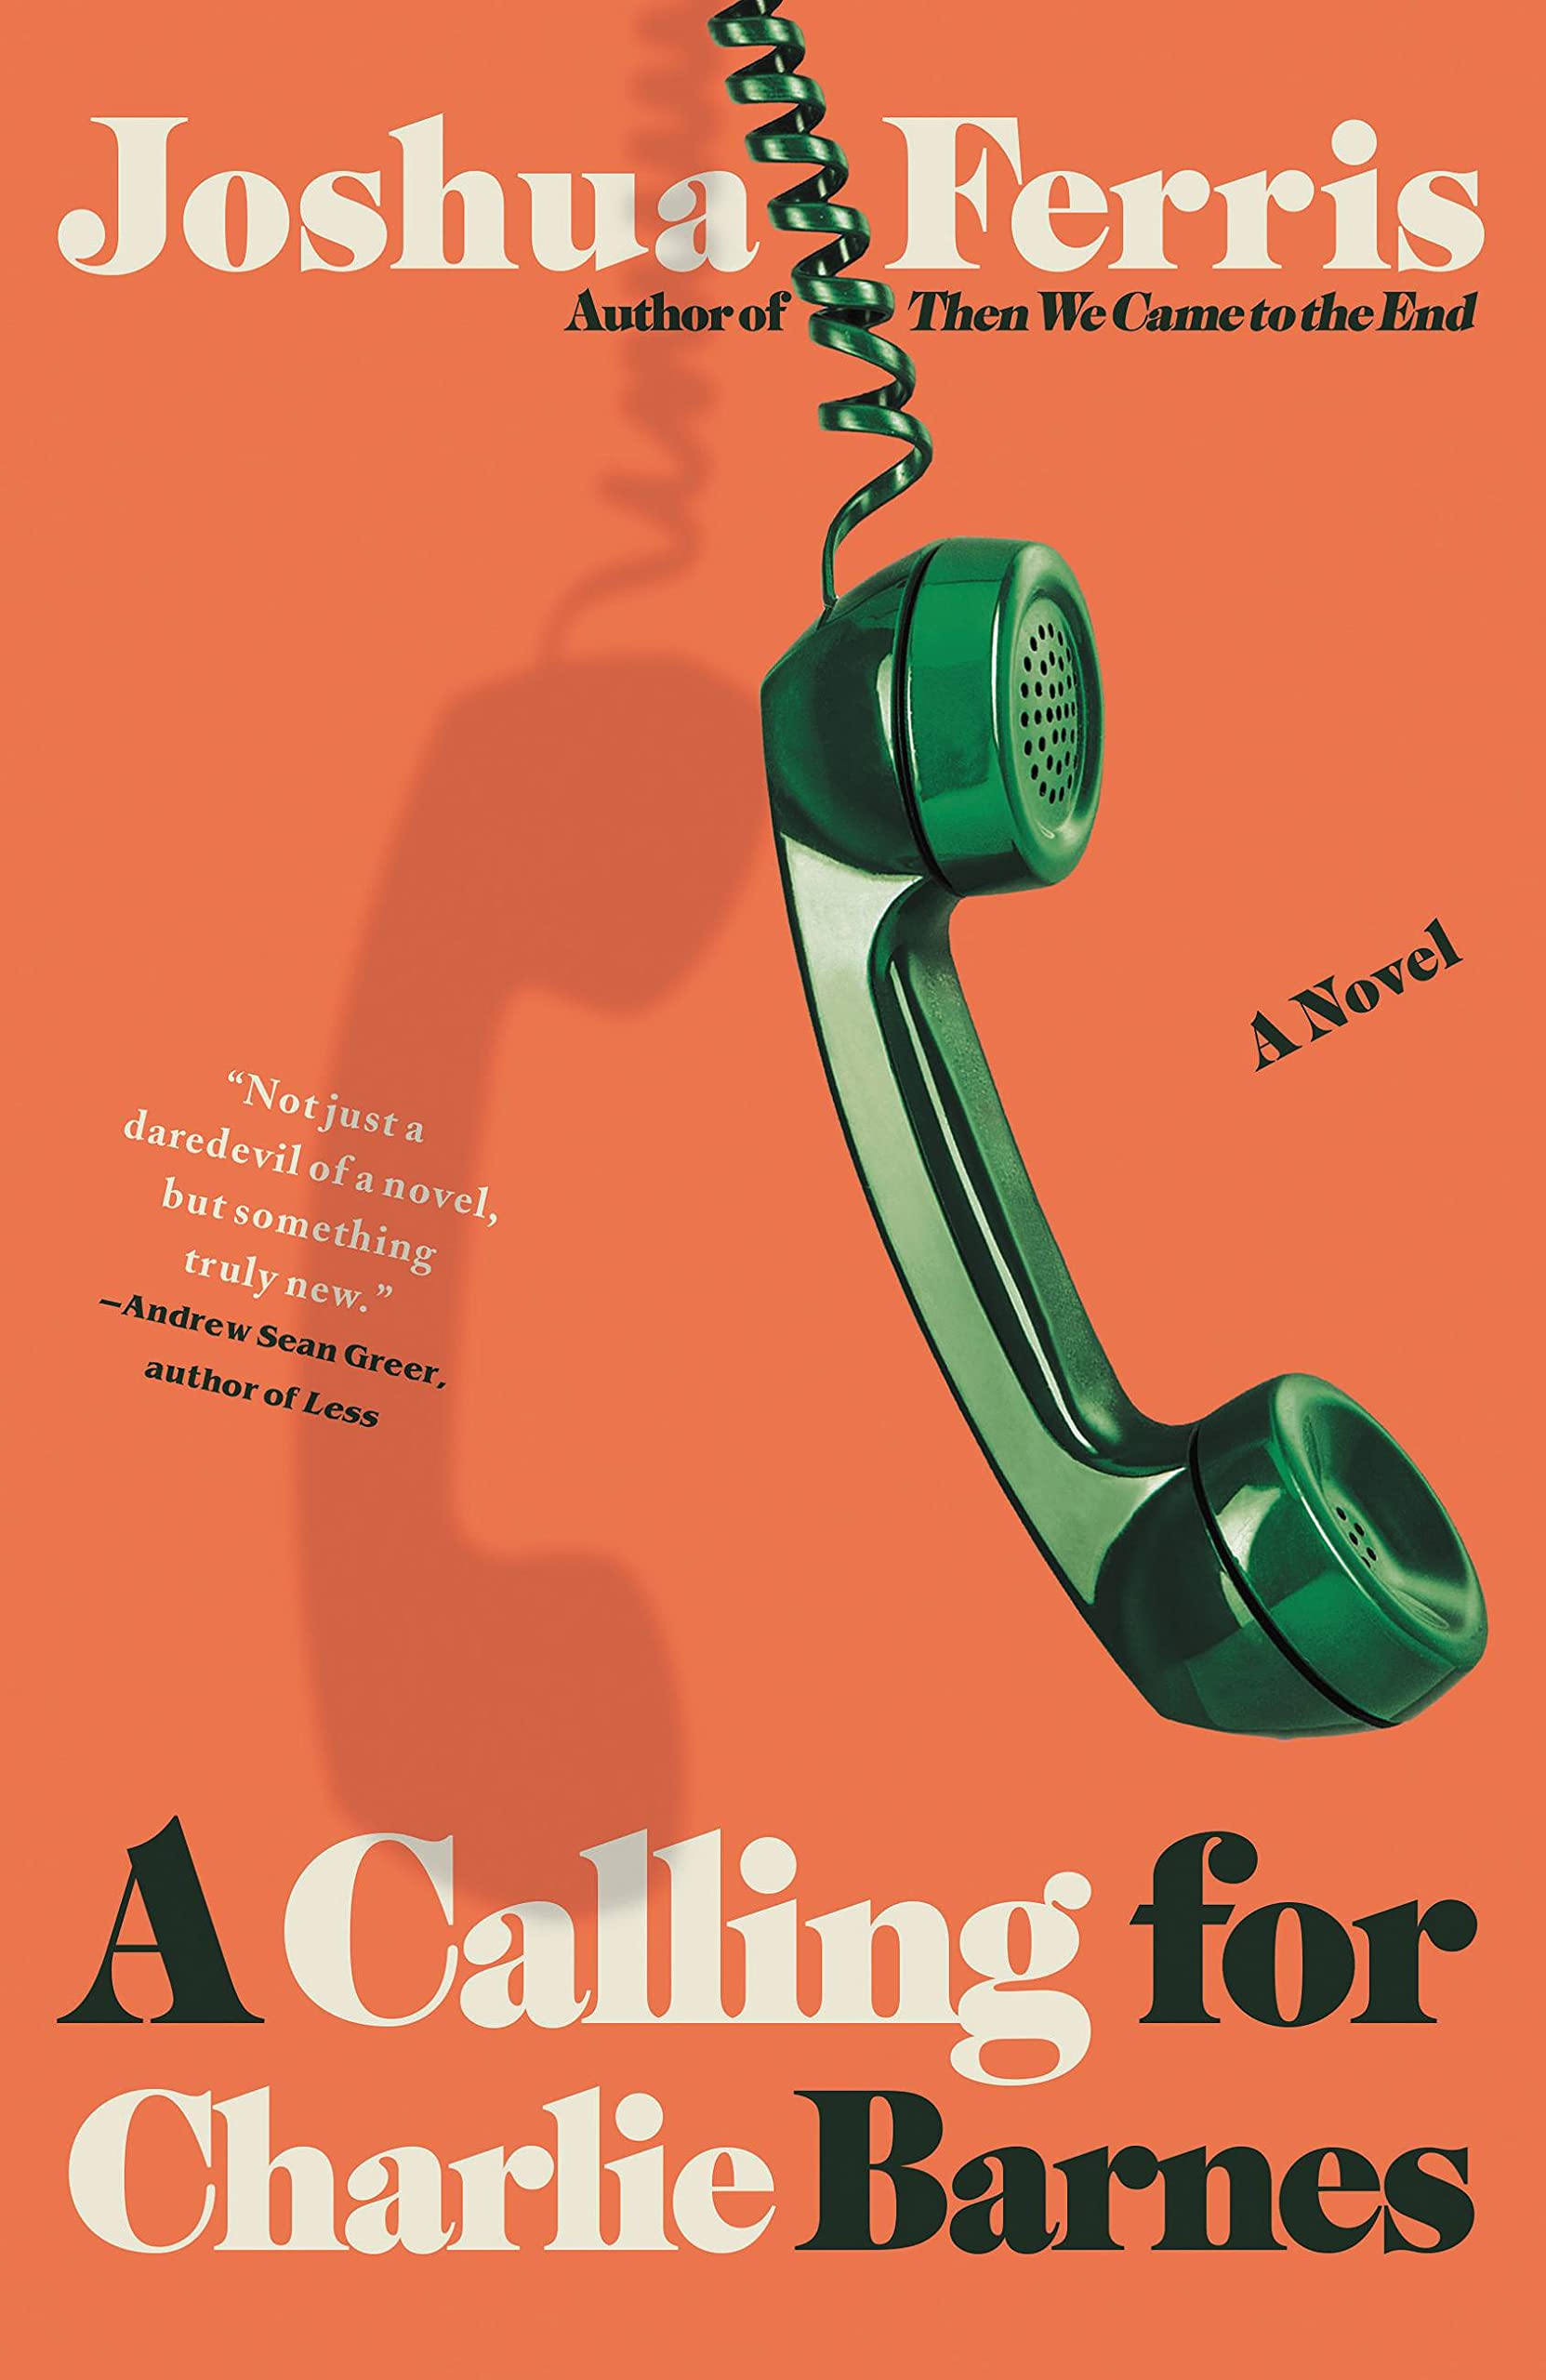 Joshua Ferris
Author of Then We Came to the End
A Novel
“Not just a
daredevil of a novel,
but something
truly new.”
–Andrew Sean Greer,
author of Less
A Calling for
Charlie Barnes